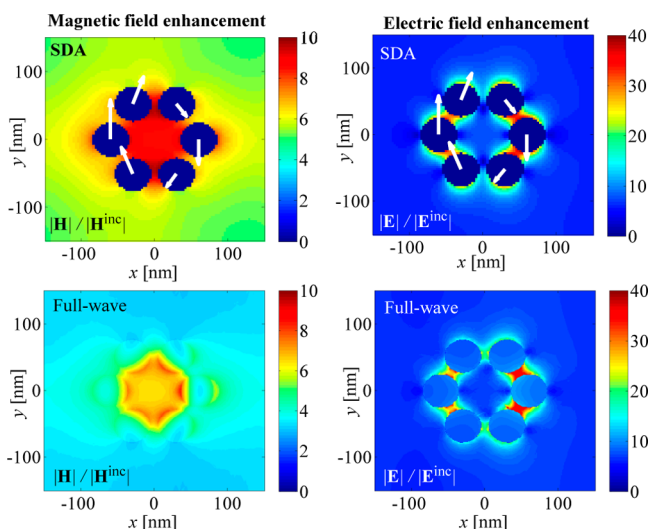 Magnetic field enhancement
Electric field enhancement
SDA
|H| / |H^inc|
100
0
-100
y [nm]
-100 0 100
x [nm]
10
8
6
4
2
0
SDA
|E| / |E^inc|
100
0
-100
y [nm]
-100 0 100
x [nm]
40
30
20
10
0
Full-wave
|H| / |H^inc|
100
0
-100
y [nm]
-100 0 100
x [nm]
10
8
6
4
2
0
Full-wave
|E| / |E^inc|
100
0
-100
y [nm]
-100 0 100
x [nm]
40
30
20
10
0